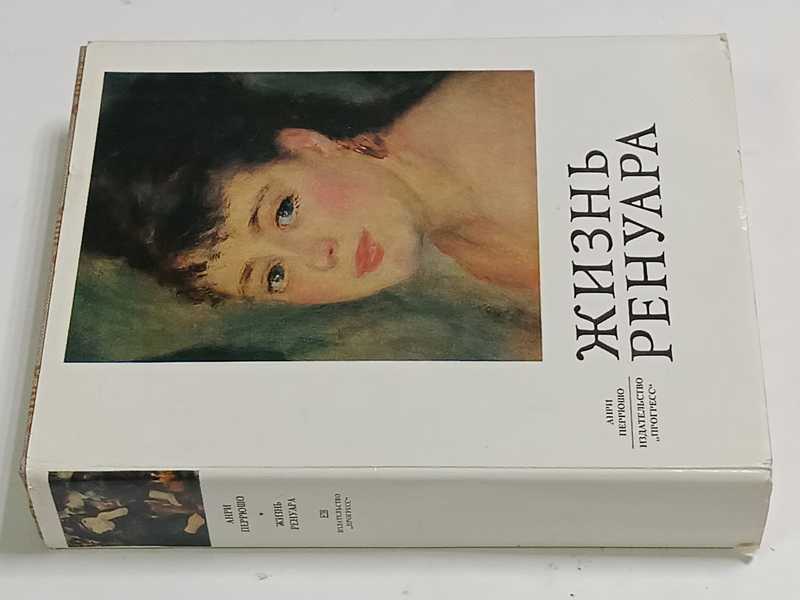 ЖИЗНЬ
РЕНУАРА
АНРИ
ПЕРРЮШО
ИЗДАТЕЛЬСТВО
„ПРОГРЕСС“
АНРИ
ПЕРРЮШО
ЖИЗНЬ
РЕНУАРА
ИЗДАТЕЛЬСТВО
„ПРОГРЕСС“